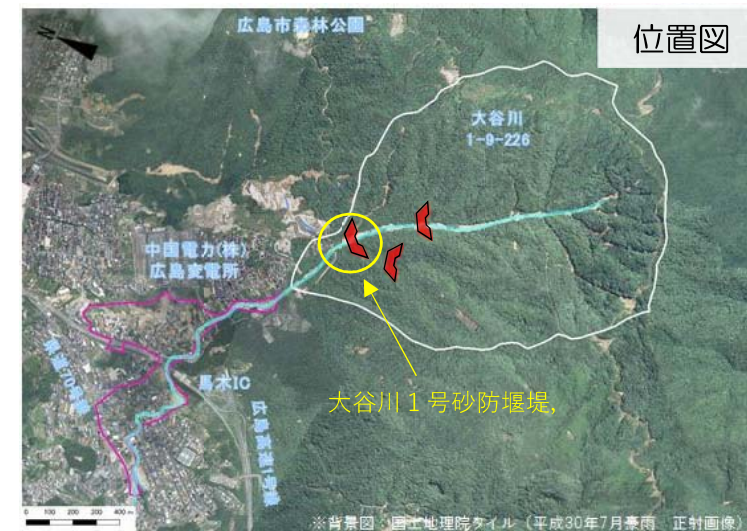 位置図
N
広島市森林公園
大谷川
1-9-226
中国電力(株)
広島変電所
県道70号線
馬木IC
広島高速1号線
大谷川１号砂防堰堤,
0 100 200 300 400 m
※背景図：国土地理院タイル（平成30年7月豪雨 正射画像）